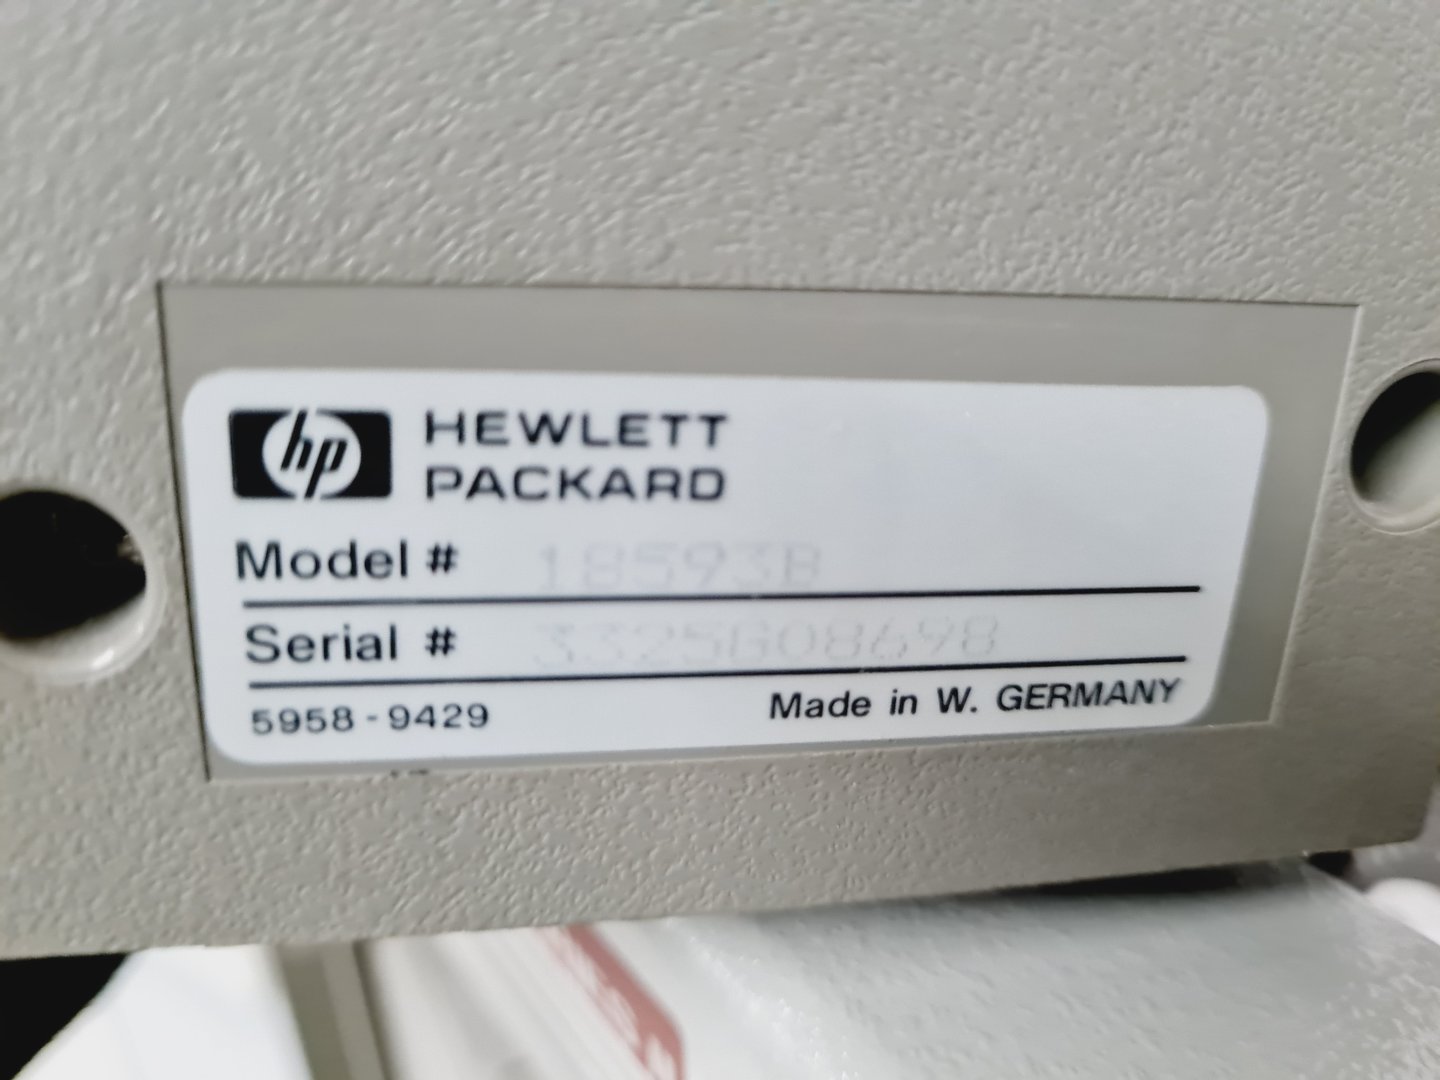 hp HEWLETT
PACKARD
Model # 18593B
Serial # 3325G08698
5958-9429 Made in W. GERMANY